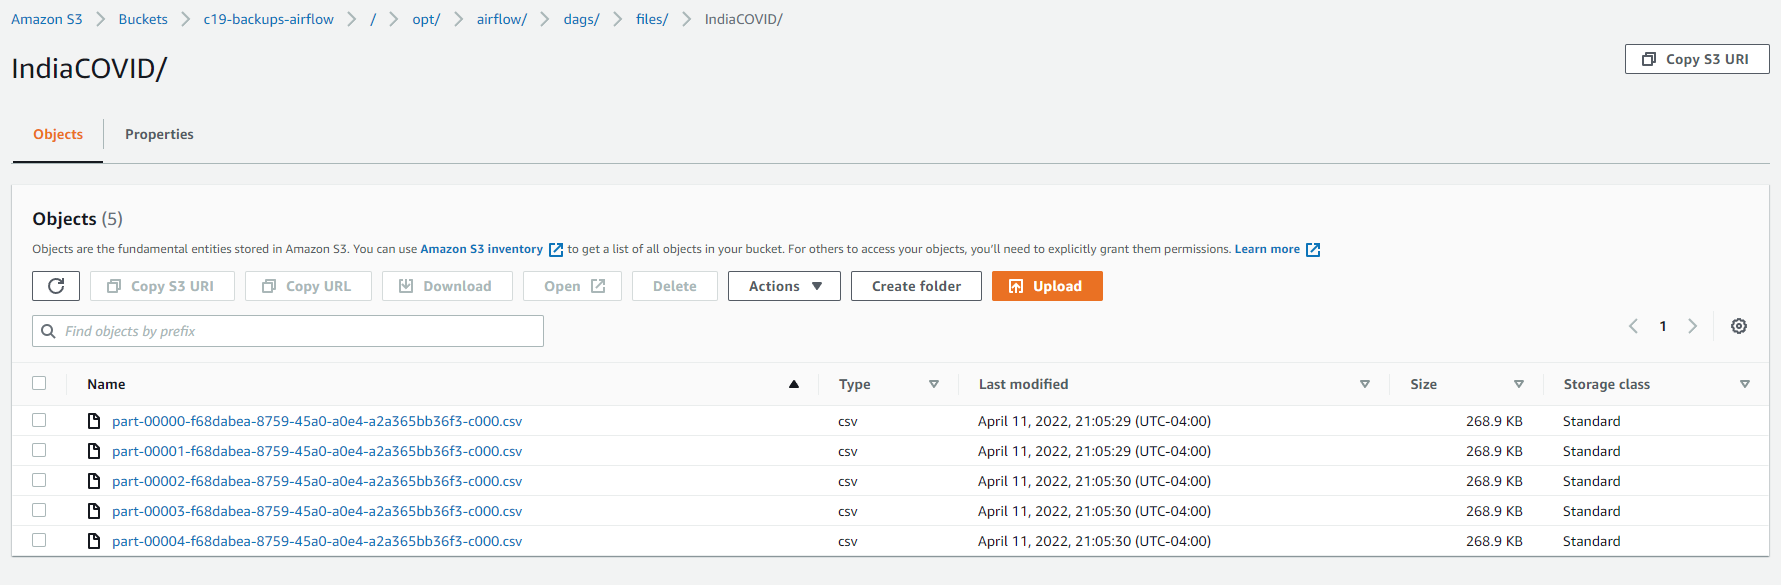 Amazon S3 > Buckets > c19-backups-airflow > / > opt/ > airflow/ > dags/ > files/ > IndiaCOVID/
IndiaCOVID/
Copy S3 URI
Objects Properties
Objects (5)
Objects are the fundamental entities stored in Amazon S3. You can use Amazon S3 inventory to get a list of all objects in your bucket. For others to access your objects, you'll need to explicitly grant them permissions. Learn more
Copy S3 URI Copy URL Download Open Delete Actions Create folder Upload
Find objects by prefix
1
Name Type Last modified Size Storage class
part-00000-f68dabea-8759-45a0-a0e4-a2a365bb36f3-c000.csv csv April 11, 2022, 21:05:29 (UTC-04:00) 268.9 KB Standard
part-00001-f68dabea-8759-45a0-a0e4-a2a365bb36f3-c000.csv csv April 11, 2022, 21:05:29 (UTC-04:00) 268.9 KB Standard
part-00002-f68dabea-8759-45a0-a0e4-a2a365bb36f3-c000.csv csv April 11, 2022, 21:05:30 (UTC-04:00) 268.9 KB Standard
part-00003-f68dabea-8759-45a0-a0e4-a2a365bb36f3-c000.csv csv April 11, 2022, 21:05:30 (UTC-04:00) 268.9 KB Standard
part-00004-f68dabea-8759-45a0-a0e4-a2a365bb36f3-c000.csv csv April 11, 2022, 21:05:30 (UTC-04:00) 268.9 KB Standard